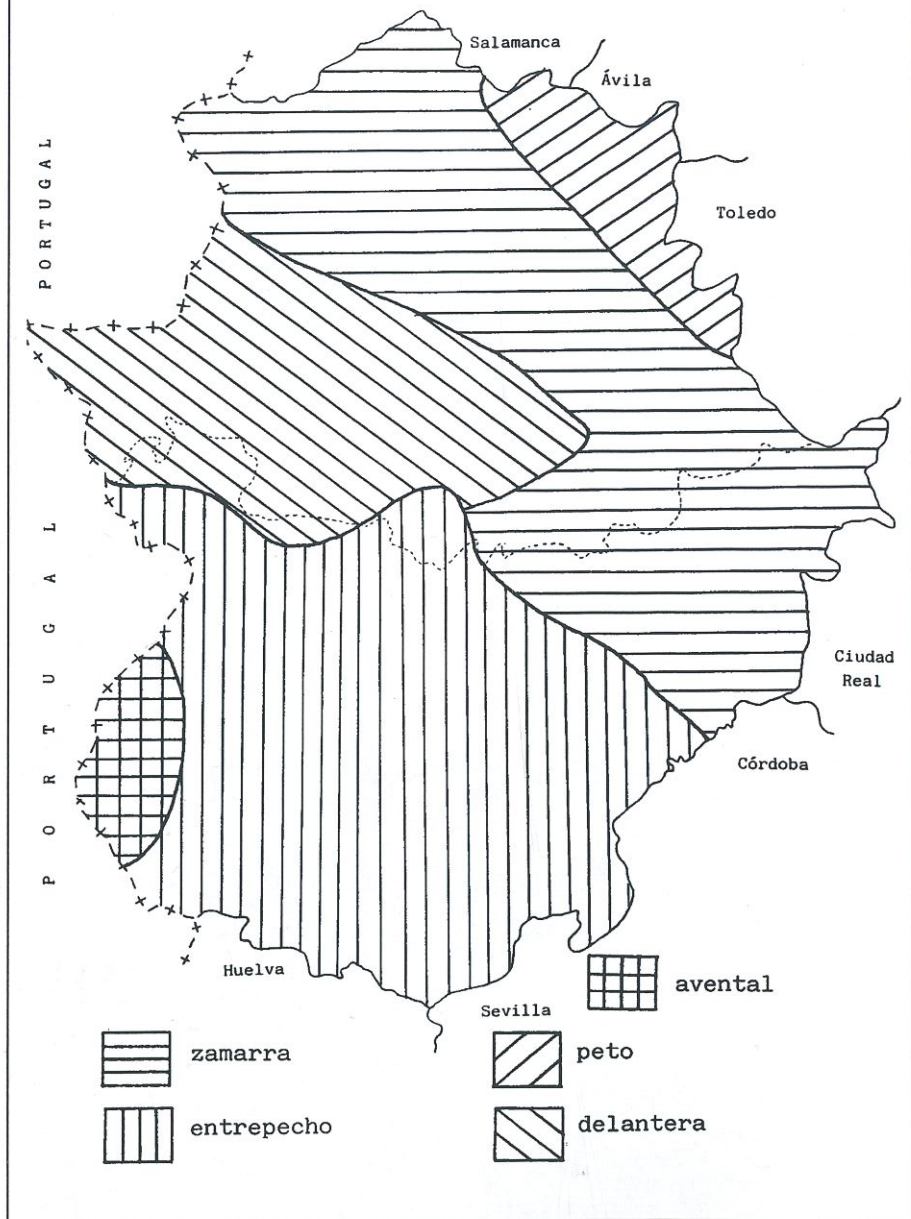 Salamanca
Ávila
PORTUGAL
Toledo
PORTUGAL
Ciudad
Real
Córdoba
Huelva
Sevilla
avental
zamarra
peto
entrepecho
delantera